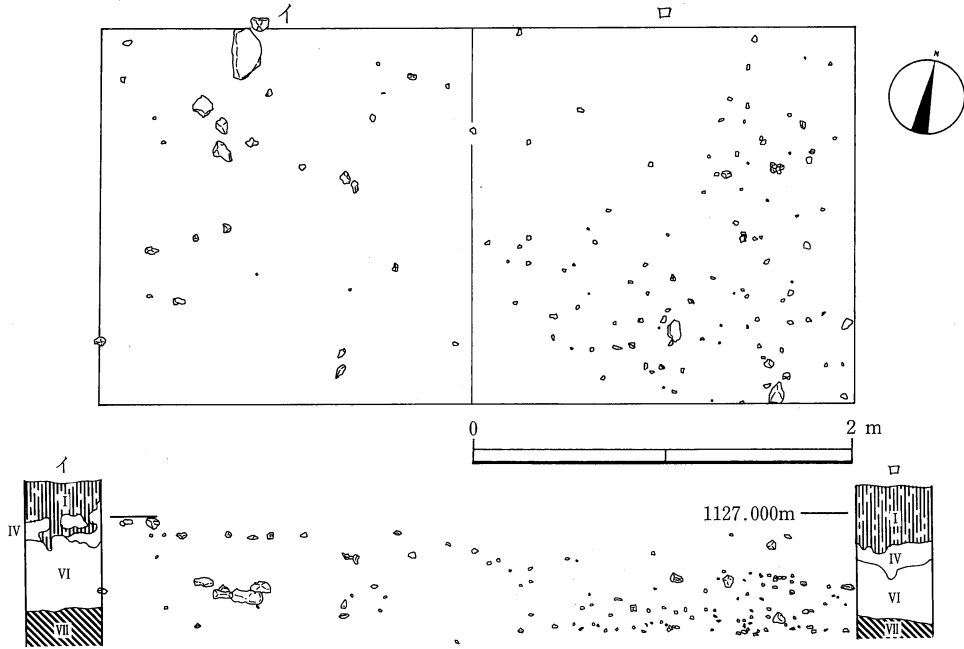 イ ロ
N
0 2 m
イ ロ
I I
1127.000m
IV IV
VI VI
VII VII